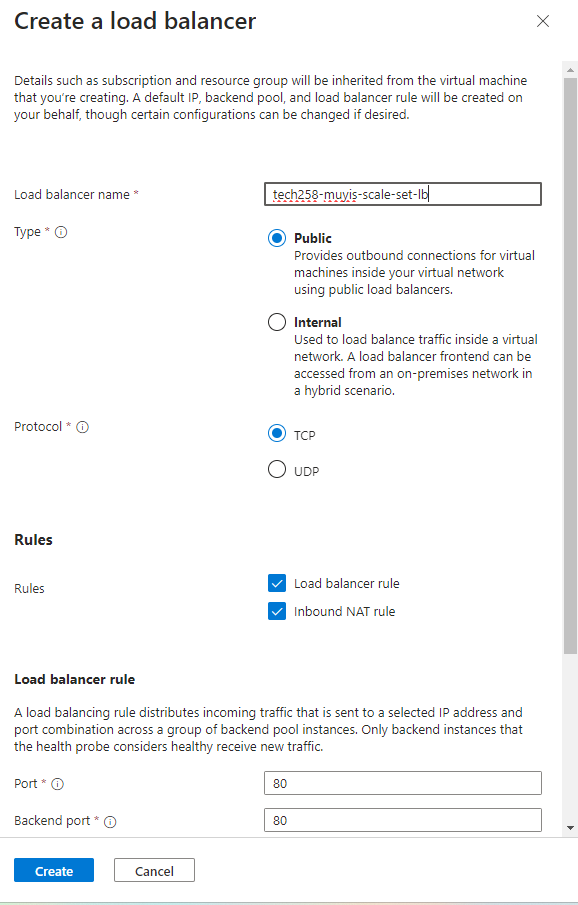 Create a load balancer
Details such as subscription and resource group will be inherited from the virtual machine
that you're creating. A default IP, backend pool, and load balancer rule will be created on
your behalf, though certain configurations can be changed if desired.
Load balancer name *
tech258-muyis-scale-set-lb
Type *
Public
Provides outbound connections for virtual
machines inside your virtual network
using public load balancers.
Internal
Used to load balance traffic inside a virtual
network. A load balancer frontend can be
accessed from an on-premises network in
a hybrid scenario.
Protocol *
TCP
UDP
Rules
Rules
Load balancer rule
Inbound NAT rule
Load balancer rule
A load balancing rule distributes incoming traffic that is sent to a selected IP address and
port combination across a group of backend pool instances. Only backend instances that
the health probe considers healthy receive new traffic.
Port *
80
Backend port *
80
Create
Cancel